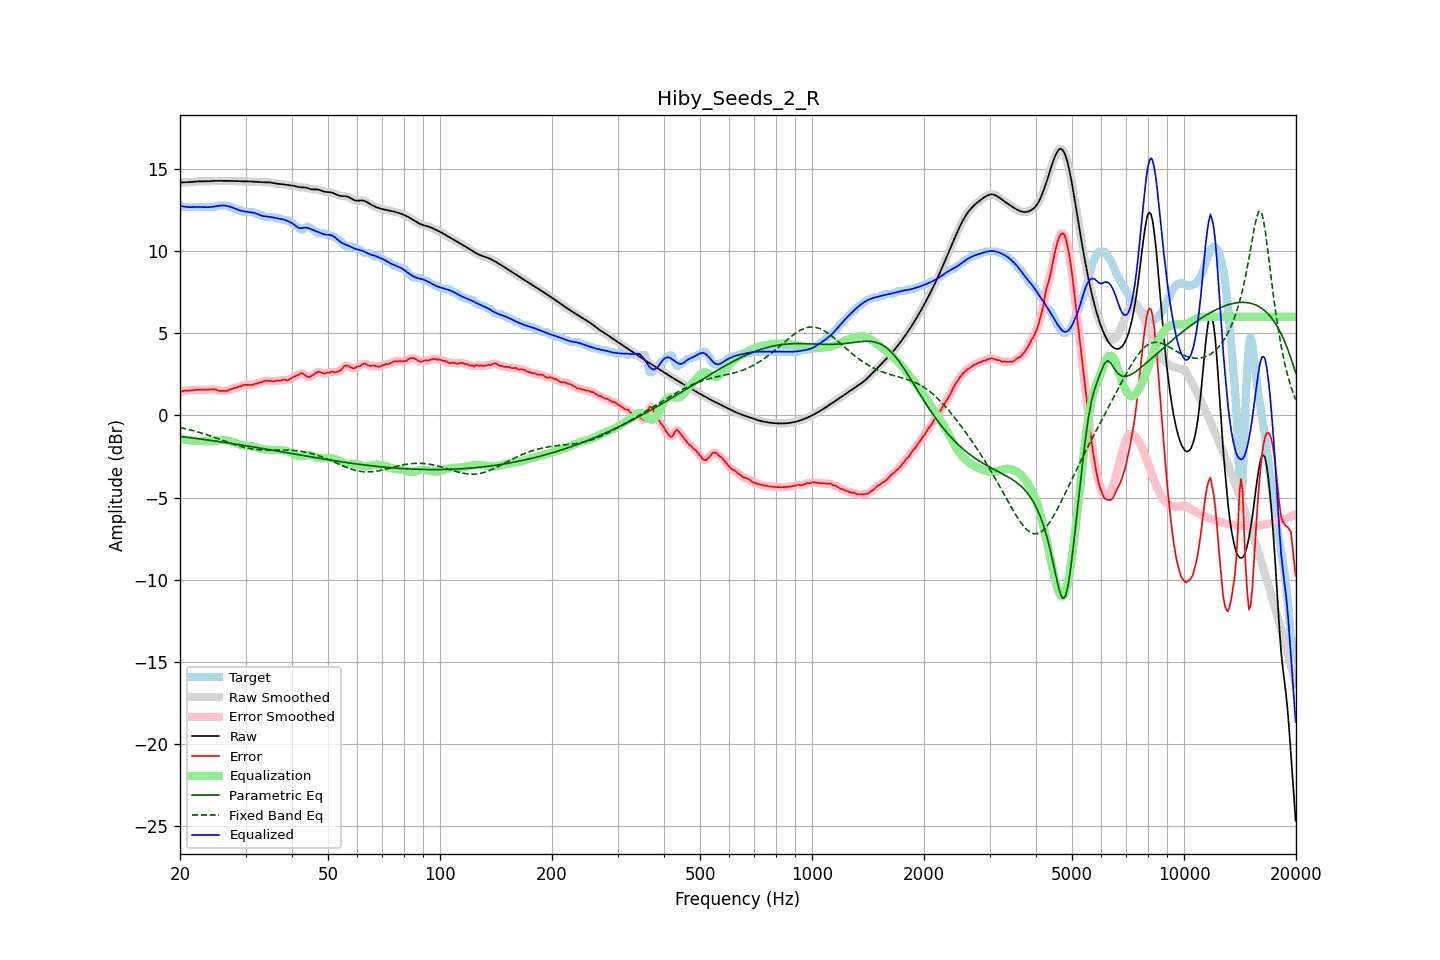 Hiby_Seeds_2_R
Amplitude (dBr)
15
10
5
0
−5
−10
−15
−20
−25
Target
Raw Smoothed
Error Smoothed
Raw
Error
Equalization
Parametric Eq
Fixed Band Eq
Equalized
20 50 100 200 500 1000 2000 5000 10000 20000
Frequency (Hz)